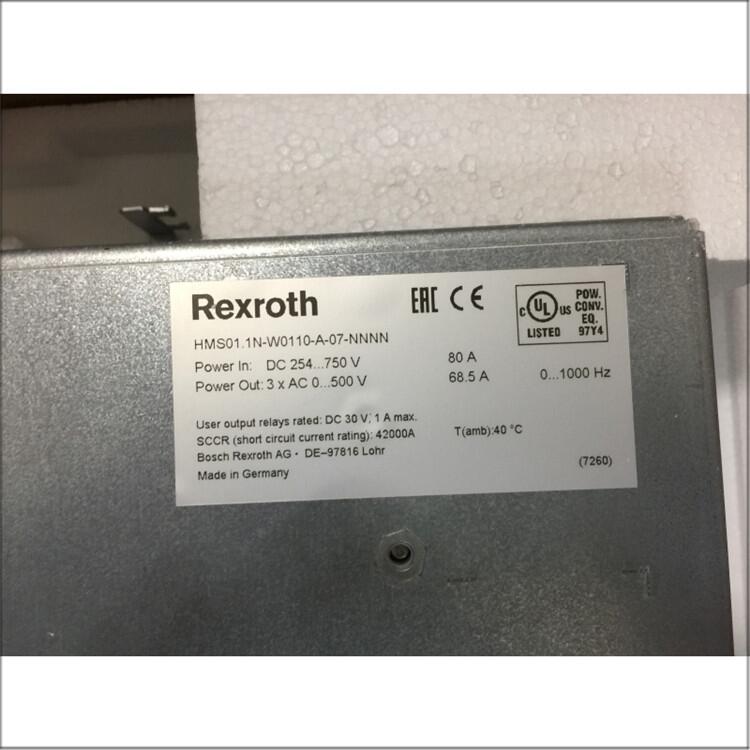 Rexroth
EAC CE
C UL US LISTED
POW.
CONV.
EQ.
97Y4
HMS01.1N-W0110-A-07-NNNN
Power In: DC 254...750 V 80 A
Power Out: 3 x AC 0...500 V 68.5 A 0...1000 Hz
User output relays rated: DC 30 V, 1 A max.
SCCR (short circuit current rating): 42000A T(amb):40 °C
Bosch Rexroth AG · DE-97816 Lohr
Made in Germany (7260)